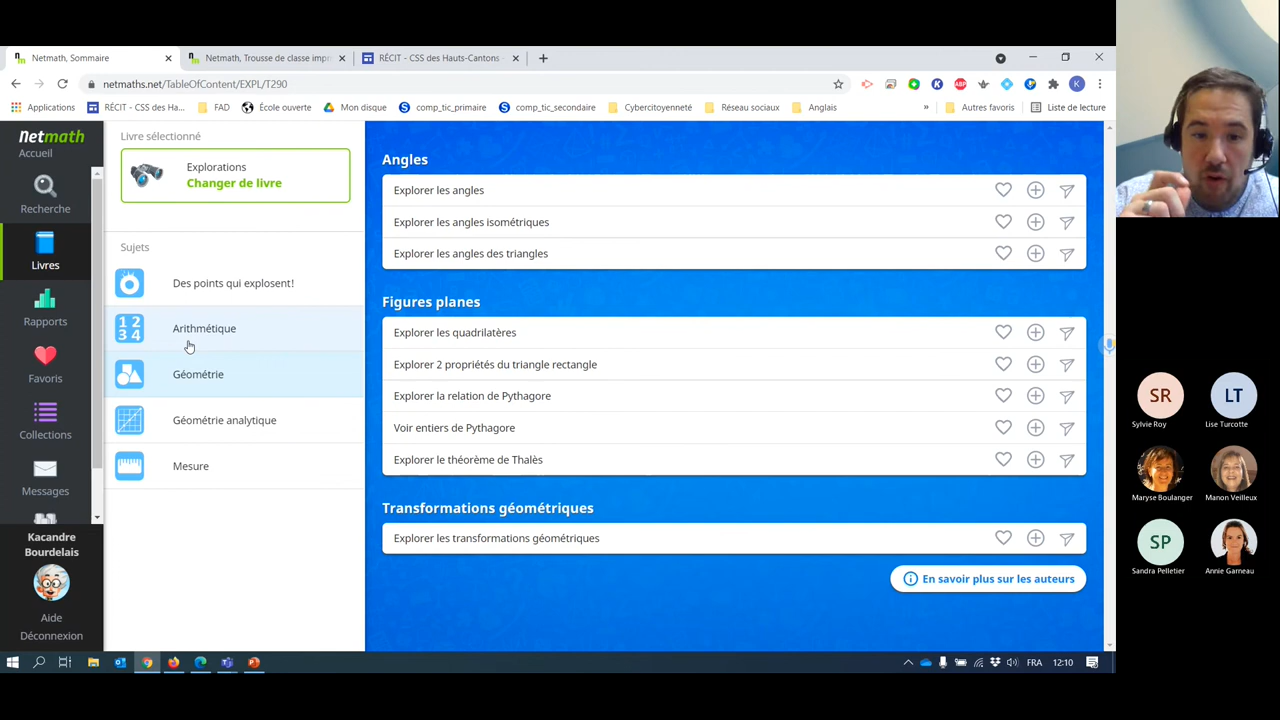 Netmath, Sommaire
Netmath, Trousse de classe impr
RÉCIT - CSS des Hauts-Cantons
netmaths.net/TableOfContent/EXPL/T290
K
Applications
RÉCIT - CSS des Ha...
FAD
École ouverte
Mon disque
comp_tic_primaire
comp_tic_secondaire
Cybercitoyenneté
Réseau sociaux
Anglais
»
Autres favoris
Liste de lecture
netmath
Accueil
Recherche
Livres
Rapports
Favoris
Collections
Messages
Kacandre
Bourdelais
Aide
Déconnexion
Livre sélectionné
Explorations
Changer de livre
Sujets
Des points qui explosent!
1 2
3 4
Arithmétique
Géométrie
Géométrie analytique
Mesure
Angles
Explorer les angles
Explorer les angles isométriques
Explorer les angles des triangles
Figures planes
Explorer les quadrilatères
Explorer 2 propriétés du triangle rectangle
Explorer la relation de Pythagore
Voir entiers de Pythagore
Explorer le théorème de Thalès
Transformations géométriques
Explorer les transformations géométriques
En savoir plus sur les auteurs
SR
Sylvie Roy
LT
Lise Turcotte
Maryse Boulanger
Manon Veilleux
SP
Sandra Pelletier
Annie Garneau
FRA
12:10